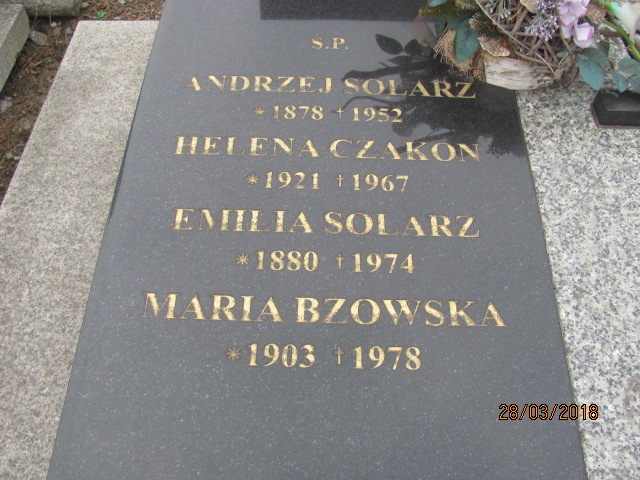 S.P.
ANDRZEJ SOLARZ
*1878 †1952
HELENA CZAKON
*1921 †1967
EMILIA SOLARZ
*1880 †1974
MARIA BZOWSKA
*1903 †1978
28/03/2018